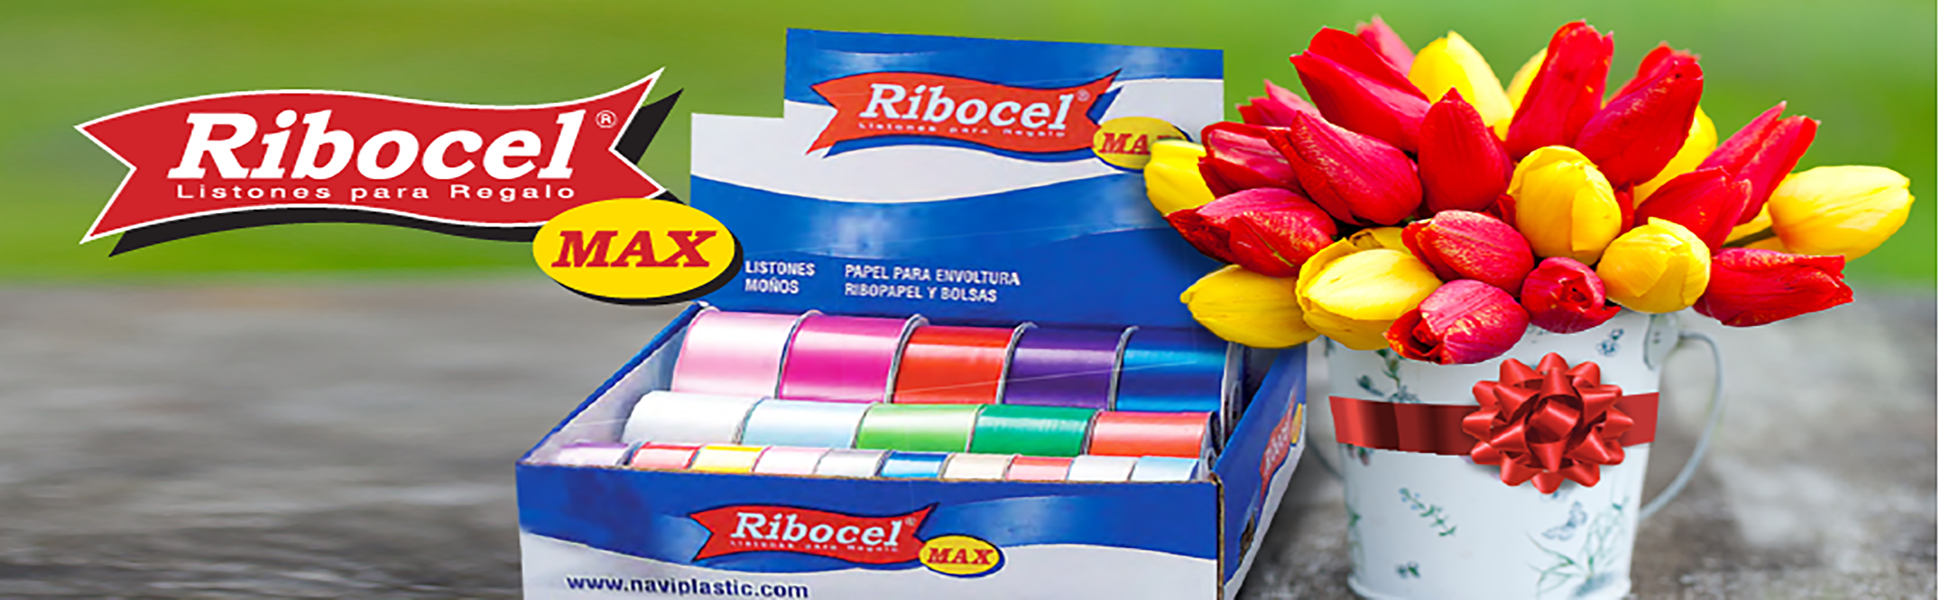 Ribocel®
Listones para Regalo
MAX
Ribocel®
Listones para Regalo
MA
LISTONES
MOÑOS
PAPEL PARA ENVOLTURA
RIBOPAPEL Y BOLSAS
Ribocel®
Listones para Regalo
MAX
www.naviplastic.com